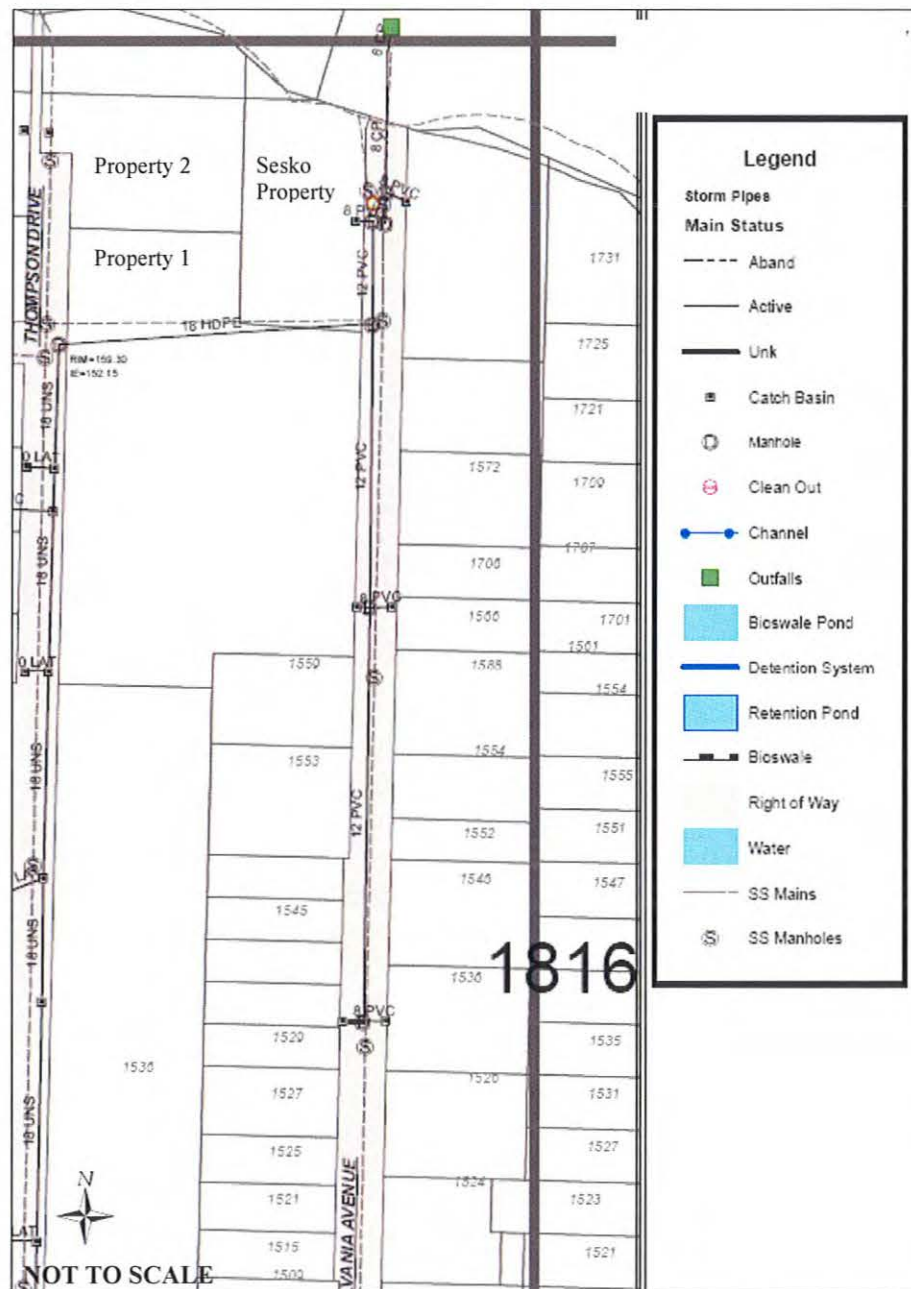 8 CP
8 CP
Property 2
Sesko
Property
PVC
8 P
THOMPSON DRIVE
Property 1
12 PVC
1731
18 HDPE
RIM=159.30
IE=152.15
1725
18 UNS
1721
0 LAT
12 PVC
1572
1709
C
18 UNS
1706
1707
8 PVC
1566
1701
1561
0 LAT
1559
1588
1554
18 UNS
1553
1554
1555
12 PVC
1552
1551
1546
1547
1545
18 UNS
1816
1536
8 PVC
1529
1535
1536
1526
1527
1531
18 UNS
1525
1527
1524
1521
1523
VANIA AVENUE
N
LAT
1515
1521
NOT TO SCALE
1509
Legend
Storm Pipes
Main Status
Aband
Active
Unk
Catch Basin
Manhole
Clean Out
Channel
Outfalls
Bioswale Pond
Detention System
Retention Pond
Bioswale
Right of Way
Water
SS Mains
SS Manholes